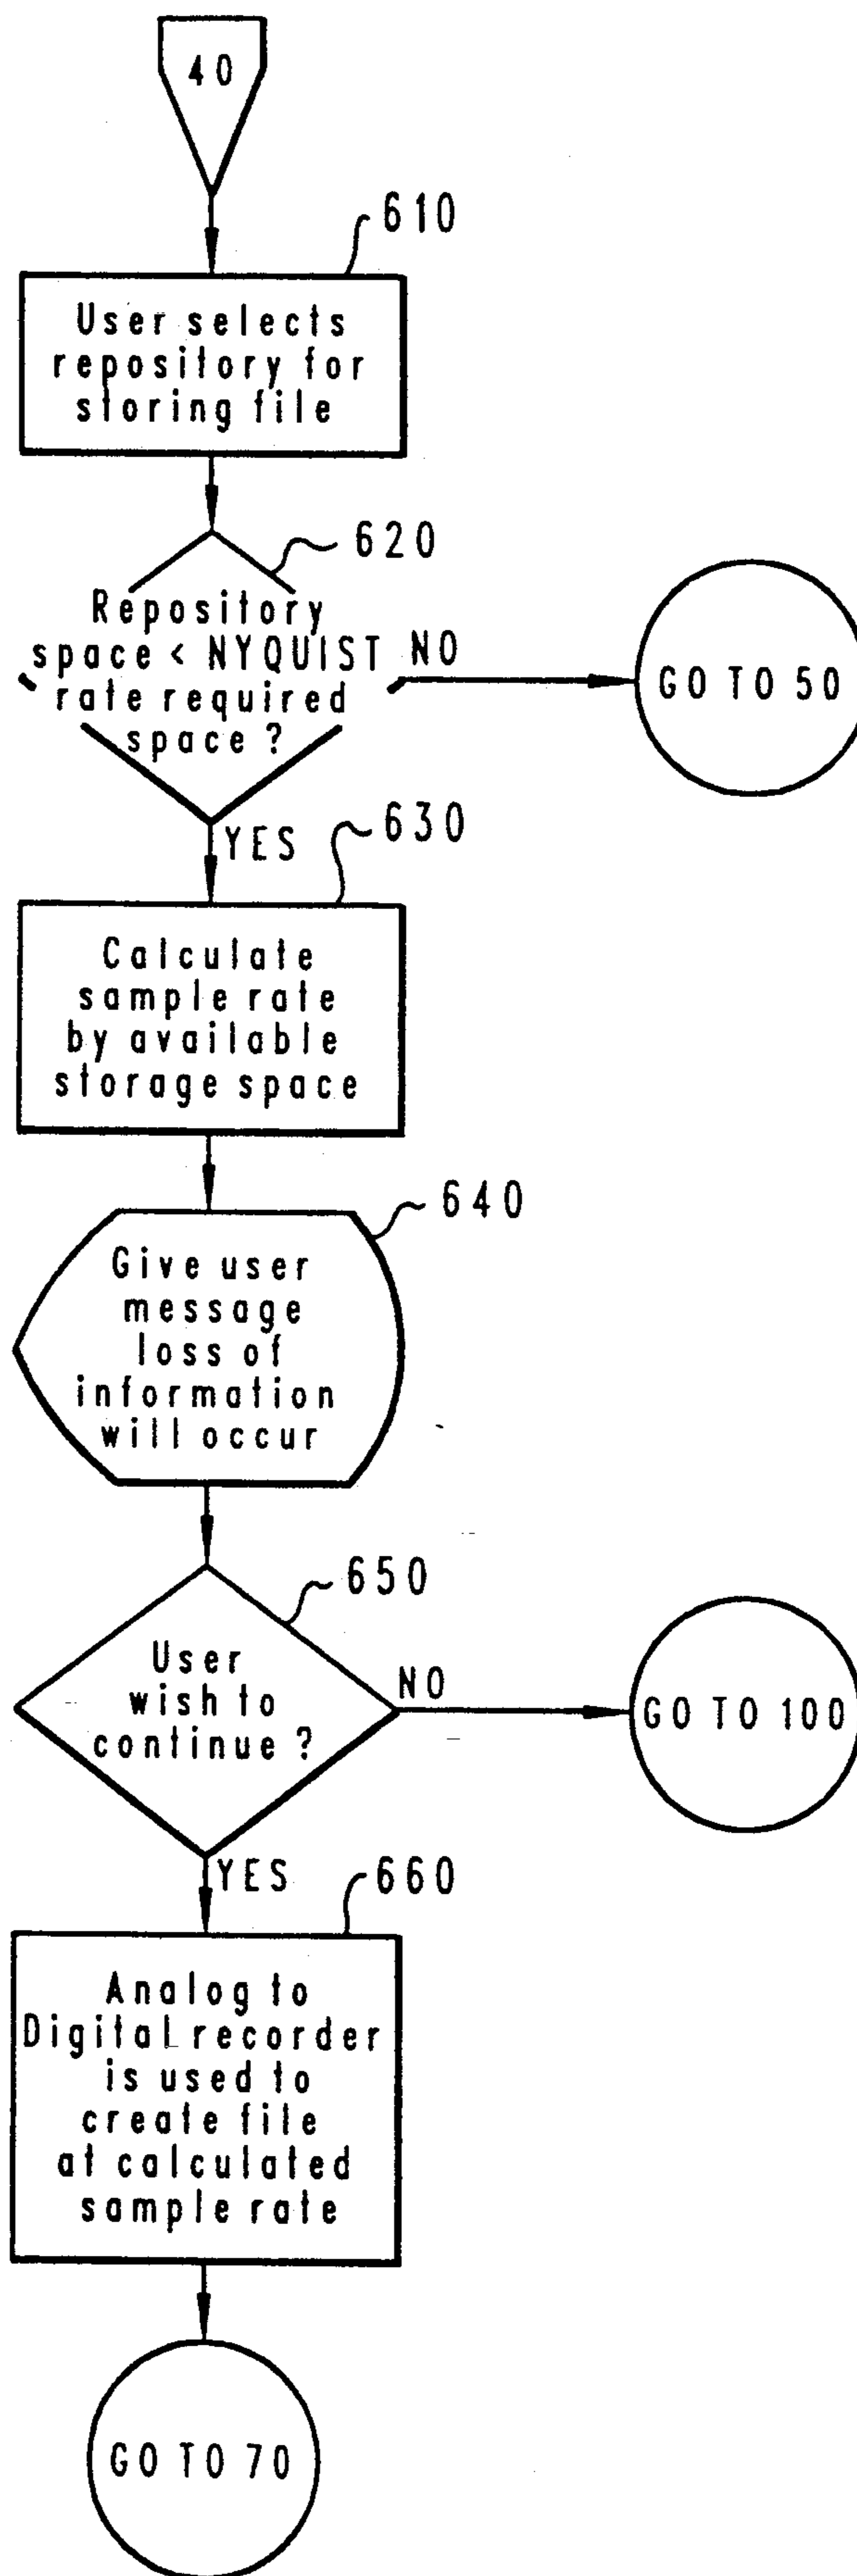 40
610
User selects
repository for
storing file
620
Repository
space < NYQUIST
rate required
space ?
NO
GO TO 50
YES
630
Calculate
sample rate
by available
storage space
640
Give user
message
loss of
information
will occur
650
User
wish to
continue ?
NO
GO TO 100
YES
660
Analog to
Digital recorder
is used to
create file
at calculated
sample rate
GO TO 70